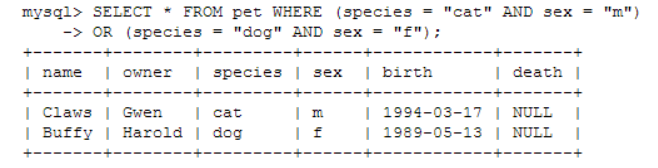 mysql> SELECT * FROM pet WHERE (species = "cat" AND sex = "m")
    -> OR (species = "dog" AND sex = "f");
+-------+--------+---------+------+------------+-------+
| name  | owner  | species | sex  | birth      | death |
+-------+--------+---------+------+------------+-------+
| Claws | Gwen   | cat     | m    | 1994-03-17 | NULL  |
| Buffy | Harold | dog     | f    | 1989-05-13 | NULL  |
+-------+--------+---------+------+------------+-------+